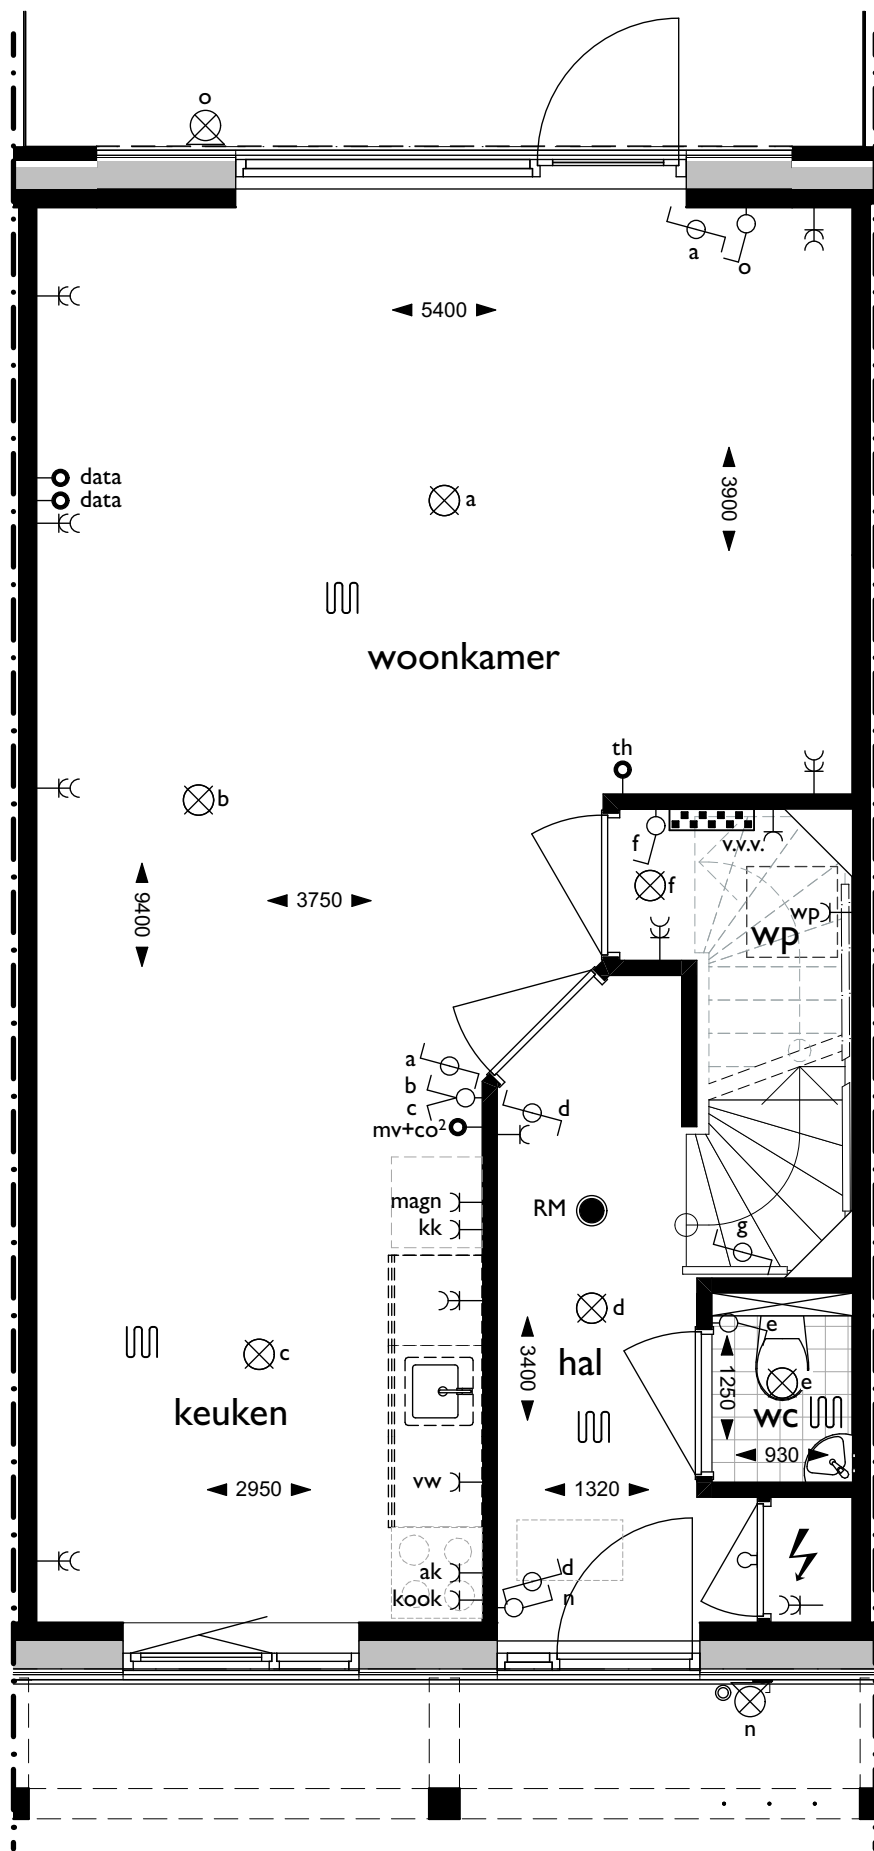 o
a
o
5400
data
data
a
3900
woonkamer
th
b
f
v.v.v.
f
wp
wp
3750
9400
a
b
c
d
mv+co²
magn
kk
RM
g
d
e
c
hal
3400
1250
e
keuken
wc
930
vw
2950
1320
ak
d
kook
n
n